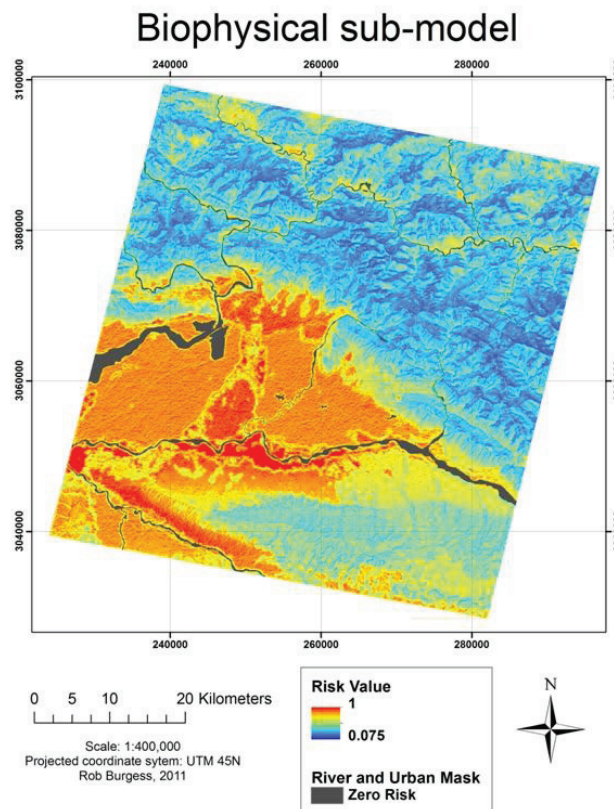 Biophysical sub-model
240000 260000 280000
3100000
3080000
3060000
3040000
240000 260000 280000
0 5 10 20 Kilometers
Scale: 1:400,000
Projected coordinate sytem: UTM 45N
Rob Burgess, 2011
Risk Value
1
0.075
River and Urban Mask
Zero Risk
N